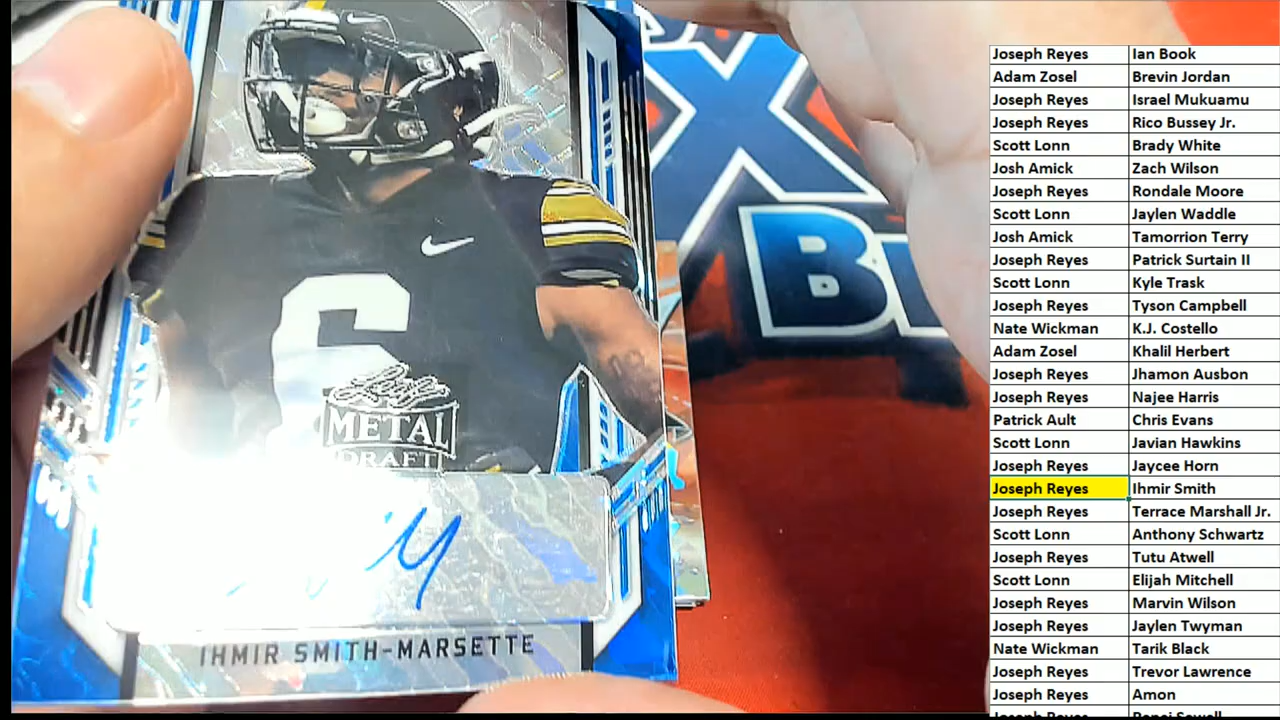 6
Leaf
METAL
DRAFT
IHMIR SMITH-MARSETTE
X
B
Joseph Reyes Ian Book
Adam Zosel Brevin Jordan
Joseph Reyes Israel Mukuamu
Joseph Reyes Rico Bussey Jr.
Scott Lonn Brady White
Josh Amick Zach Wilson
Joseph Reyes Rondale Moore
Scott Lonn Jaylen Waddle
Josh Amick Tamorrion Terry
Joseph Reyes Patrick Surtain II
Scott Lonn Kyle Trask
Joseph Reyes Tyson Campbell
Nate Wickman K.J. Costello
Adam Zosel Khalil Herbert
Joseph Reyes Jhamon Ausbon
Joseph Reyes Najee Harris
Patrick Ault Chris Evans
Scott Lonn Javian Hawkins
Joseph Reyes Jaycee Horn
Joseph Reyes Ihmir Smith
Joseph Reyes Terrace Marshall Jr.
Scott Lonn Anthony Schwartz
Joseph Reyes Tutu Atwell
Scott Lonn Elijah Mitchell
Joseph Reyes Marvin Wilson
Joseph Reyes Jaylen Twyman
Nate Wickman Tarik Black
Joseph Reyes Trevor Lawrence
Joseph Reyes Amon
Joseph Reyes Penei Sewell